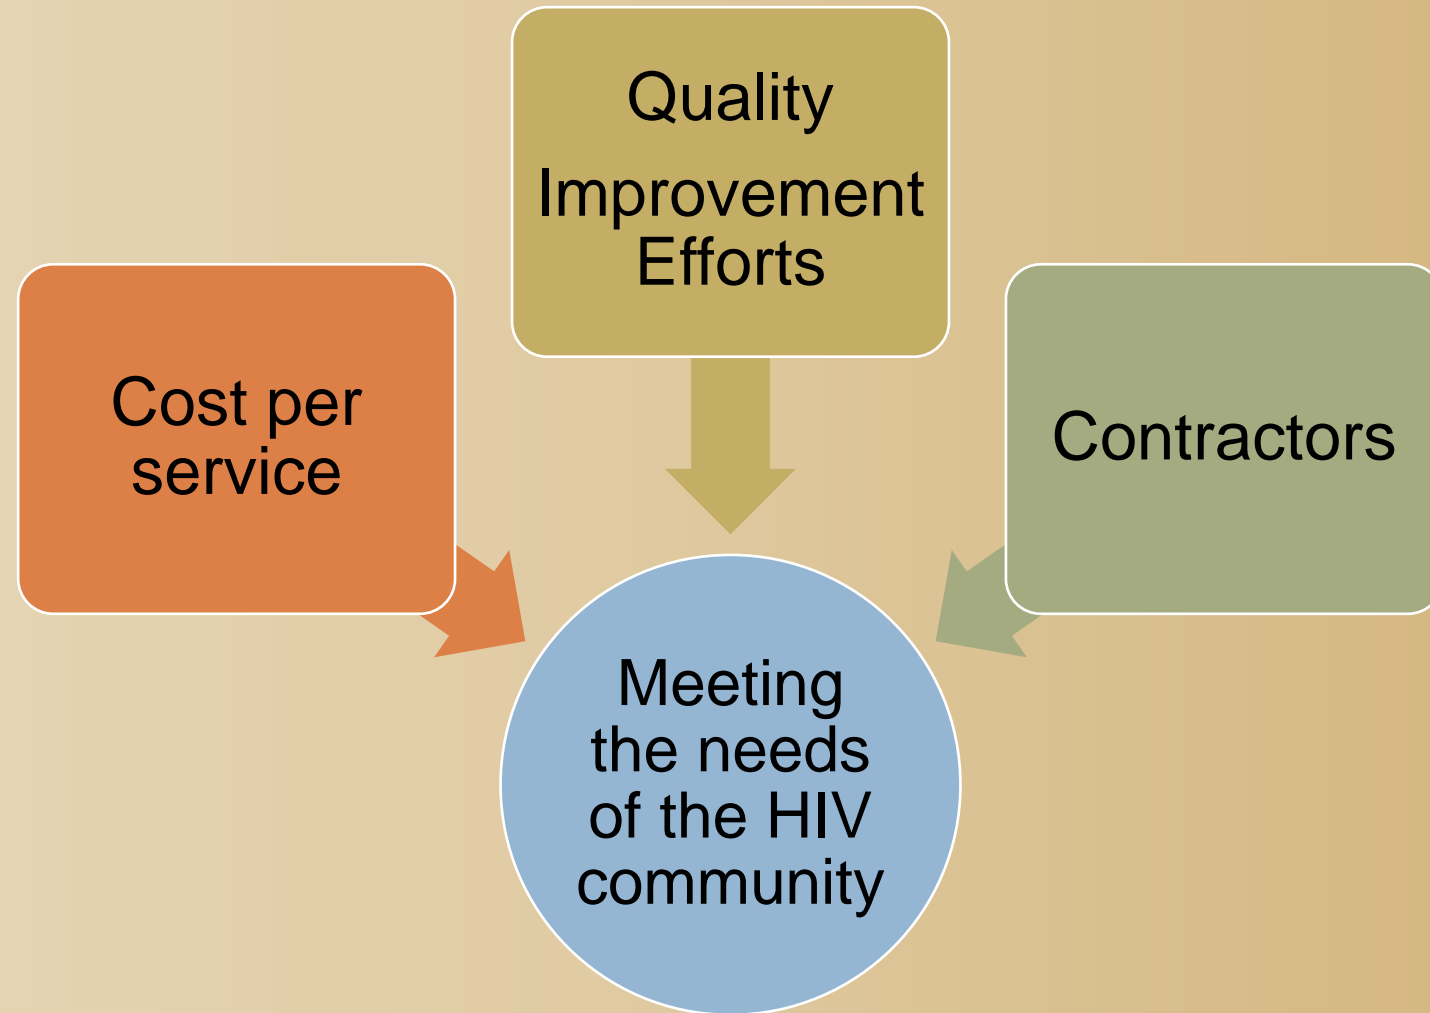 Quality
Improvement
Efforts
Cost per
service
Contractors
Meeting
the needs
of the HIV
community